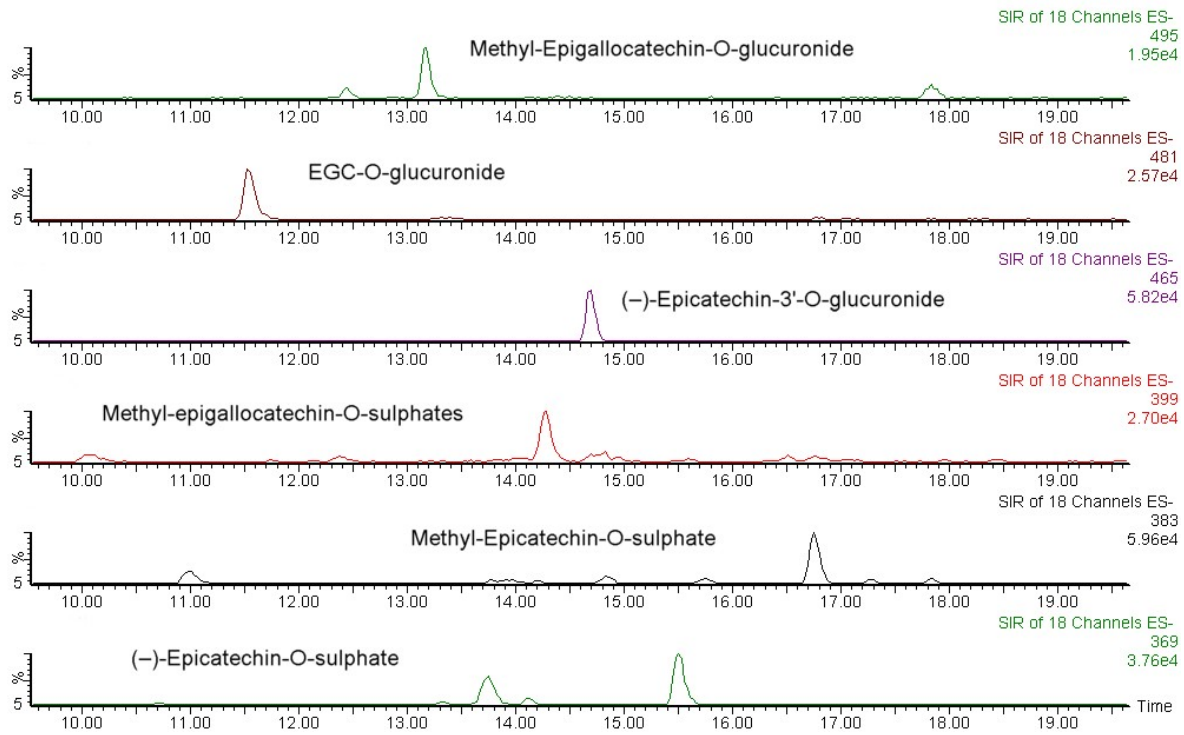 SIR of 18 Channels ES-
495
1.95e4
Methyl-Epigallocatechin-O-glucuronide
%
5
10.00 11.00 12.00 13.00 14.00 15.00 16.00 17.00 18.00 19.00
SIR of 18 Channels ES-
481
2.57e4
EGC-O-glucuronide
%
5
10.00 11.00 12.00 13.00 14.00 15.00 16.00 17.00 18.00 19.00
SIR of 18 Channels ES-
465
5.82e4
(–)-Epicatechin-3'-O-glucuronide
%
5
10.00 11.00 12.00 13.00 14.00 15.00 16.00 17.00 18.00 19.00
SIR of 18 Channels ES-
399
2.70e4
Methyl-epigallocatechin-O-sulphates
%
5
10.00 11.00 12.00 13.00 14.00 15.00 16.00 17.00 18.00 19.00
SIR of 18 Channels ES-
383
5.96e4
Methyl-Epicatechin-O-sulphate
%
5
10.00 11.00 12.00 13.00 14.00 15.00 16.00 17.00 18.00 19.00
SIR of 18 Channels ES-
369
3.76e4
(–)-Epicatechin-O-sulphate
%
5
Time
10.00 11.00 12.00 13.00 14.00 15.00 16.00 17.00 18.00 19.00